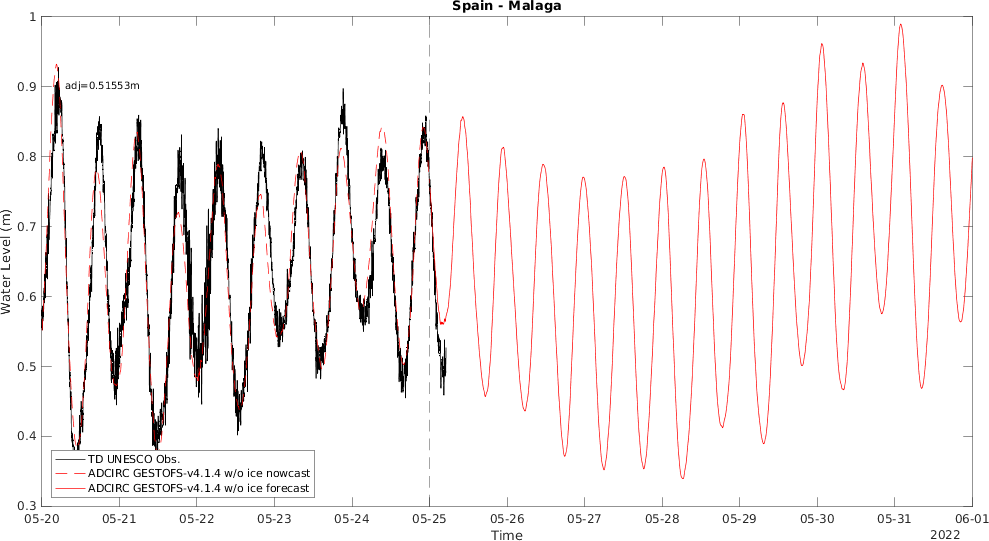 Spain - Malaga
1
0.9
0.8
0.7
0.6
0.5
0.4
0.3
Water Level (m)
adj=0.51553m
TD UNESCO Obs.
ADCIRC GESTOFS-v4.1.4 w/o ice nowcast
ADCIRC GESTOFS-v4.1.4 w/o ice forecast
05-20 05-21 05-22 05-23 05-24 05-25 05-26 05-27 05-28 05-29 05-30 05-31 06-01
Time
2022